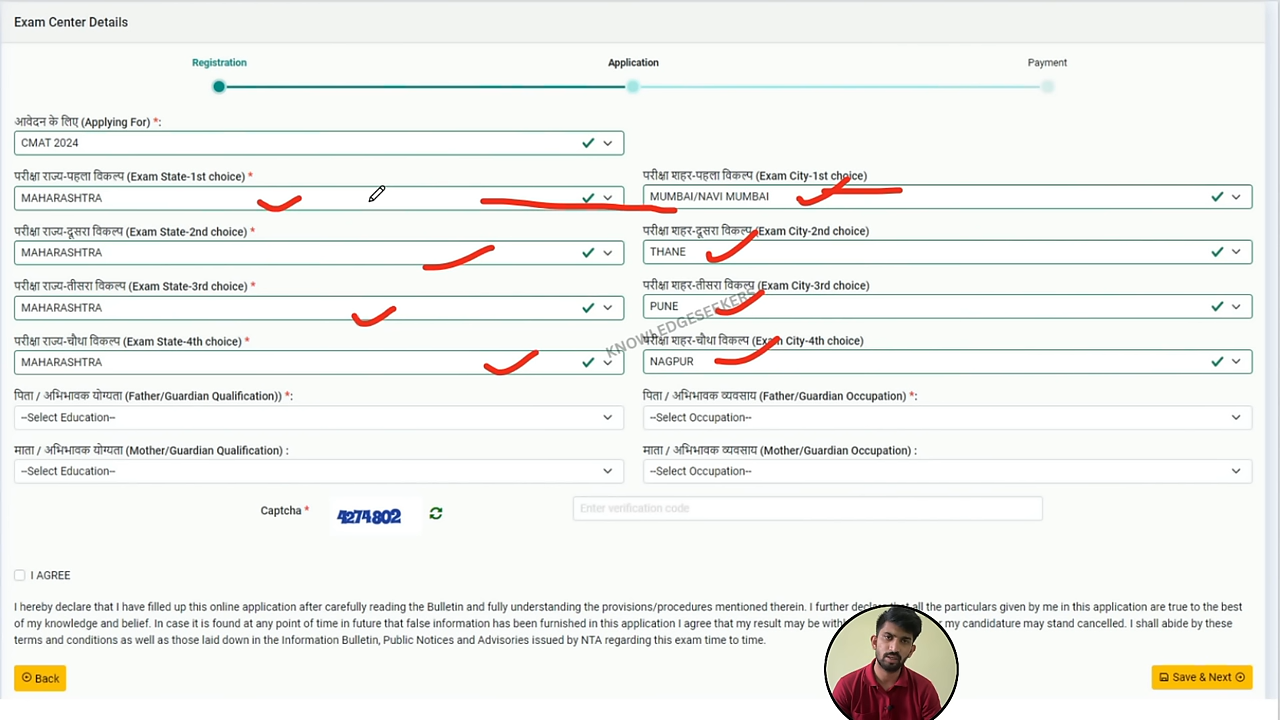 Exam Center Details
Registration Application Payment
आवेदन के लिए (Applying For) *:
CMAT 2024
परीक्षा राज्य-पहला विकल्प (Exam State-1st choice) * परीक्षा शहर-पहला विकल्प (Exam City-1st choice)
MAHARASHTRA MUMBAI/NAVI MUMBAI
परीक्षा राज्य-दूसरा विकल्प (Exam State-2nd choice) * परीक्षा शहर-दूसरा विकल्प (Exam City-2nd choice)
MAHARASHTRA THANE
परीक्षा राज्य-तीसरा विकल्प (Exam State-3rd choice) * परीक्षा शहर-तीसरा विकल्प (Exam City-3rd choice)
MAHARASHTRA PUNE
KNOWLEDGESEEKERS
परीक्षा राज्य-चौथा विकल्प (Exam State-4th choice) * परीक्षा शहर-चौथा विकल्प (Exam City-4th choice)
MAHARASHTRA NAGPUR
पिता / अभिभावक योग्यता (Father/Guardian Qualification)) *: पिता / अभिभावक व्यवसाय (Father/Guardian Occupation) *:
--Select Education-- --Select Occupation--
माता / अभिभावक योग्यता (Mother/Guardian Qualification) : माता / अभिभावक व्यवसाय (Mother/Guardian Occupation) :
--Select Education-- --Select Occupation--
Captcha * 4274802 Enter verification code
I AGREE
I hereby declare that I have filled up this online application after carefully reading the Bulletin and fully understanding the provisions/procedures mentioned therein. I further that all the particulars given by me in this application are true to the best
of my knowledge and belief. In case it is found at any point of time in future that false information has been furnished in this application I agree that my result may be my candidature may stand cancelled. I shall abide by these
terms and conditions as well as those laid down in the Information Bulletin, Public Notices and Advisories issued by NTA regarding this exam time to time.
Back Save & Next